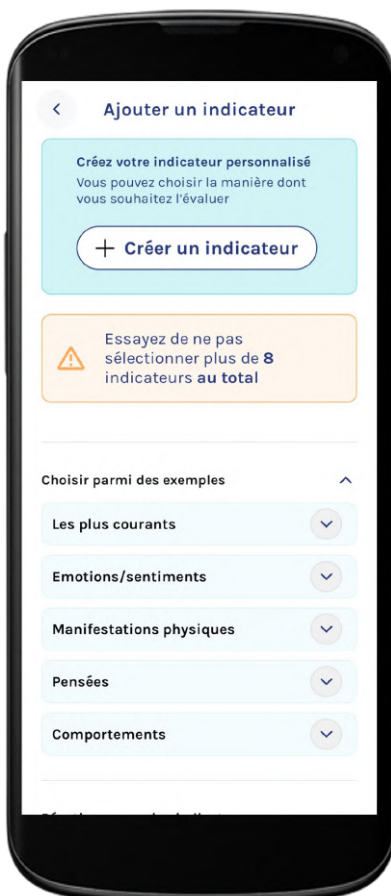 Ajouter un indicateur
Créez votre indicateur personnalisé
Vous pouvez choisir la manière dont
vous souhaitez l'évaluer
+ Créer un indicateur
Essayez de ne pas
sélectionner plus de 8
indicateurs au total
Choisir parmi des exemples
Les plus courants
Emotions/sentiments
Manifestations physiques
Pensées
Comportements